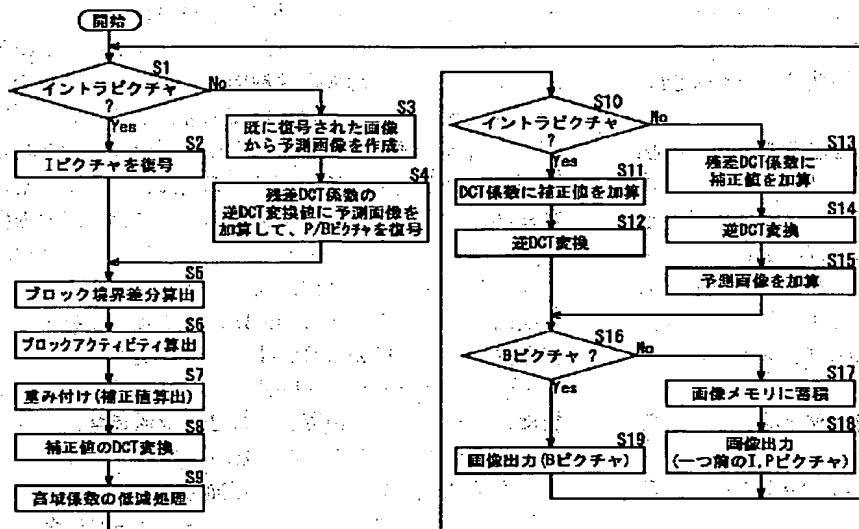 開始
S1
イントラピクチャ
?
No
Yes
S2
Iピクチャを復号
S3
既に復号された画像
から予測画像を作成
S4
残差DCT係数の
逆DCT変換値に予測画像を
加算して、P/Bピクチャを復号
S5
ブロック境界差分算出
S6
ブロックアクティビティ算出
S7
重み付け(補正値算出)
S8
補正値のDCT変換
S9
高域係数の低減処理
S10
イントラピクチャ
?
No
Yes
S11
DCT係数に補正値を加算
S12
逆DCT変換
S13
残差DCT係数に
補正値を加算
S14
逆DCT変換
S15
予測画像を加算
S16
Bピクチャ ?
No
Yes
S17
画像メモリに蓄積
S18
画像出力
(一つ前のI,Pピクチャ)
S19
画像出力(Bピクチャ)